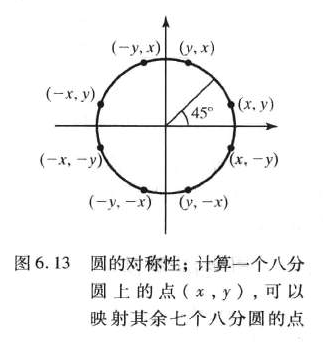 (-y, x) (y, x)
(-x, y) (x, y)
45°
(-x, -y) (x, -y)
(-y, -x) (y, -x)
图6.13 圆的对称性；计算一个八分
圆上的点(x,y),可以
映射其余七个八分圆的点